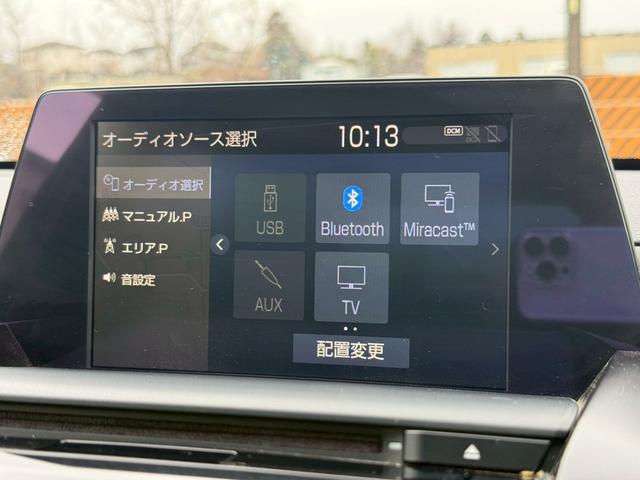 オーディオソース選択 10:13 DCM
オーディオ選択
マニュアル.P
エリア.P
音設定
USB Bluetooth Miracast™
AUX TV
配置変更